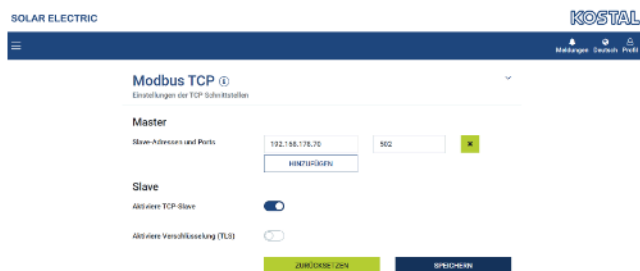 SOLAR ELECTRIC
KOSTAL
Meldungen Deutsch Profil
Modbus TCP
Einstellungen der TCP Schnittstellen
Master
Slave-Adressen und Ports 192.168.178.70 502
HINZUFÜGEN
Slave
Aktiviere TCP-Slave
Aktiviere Verschlüsselung (TLS)
ZURÜCKSETZEN SPEICHERN